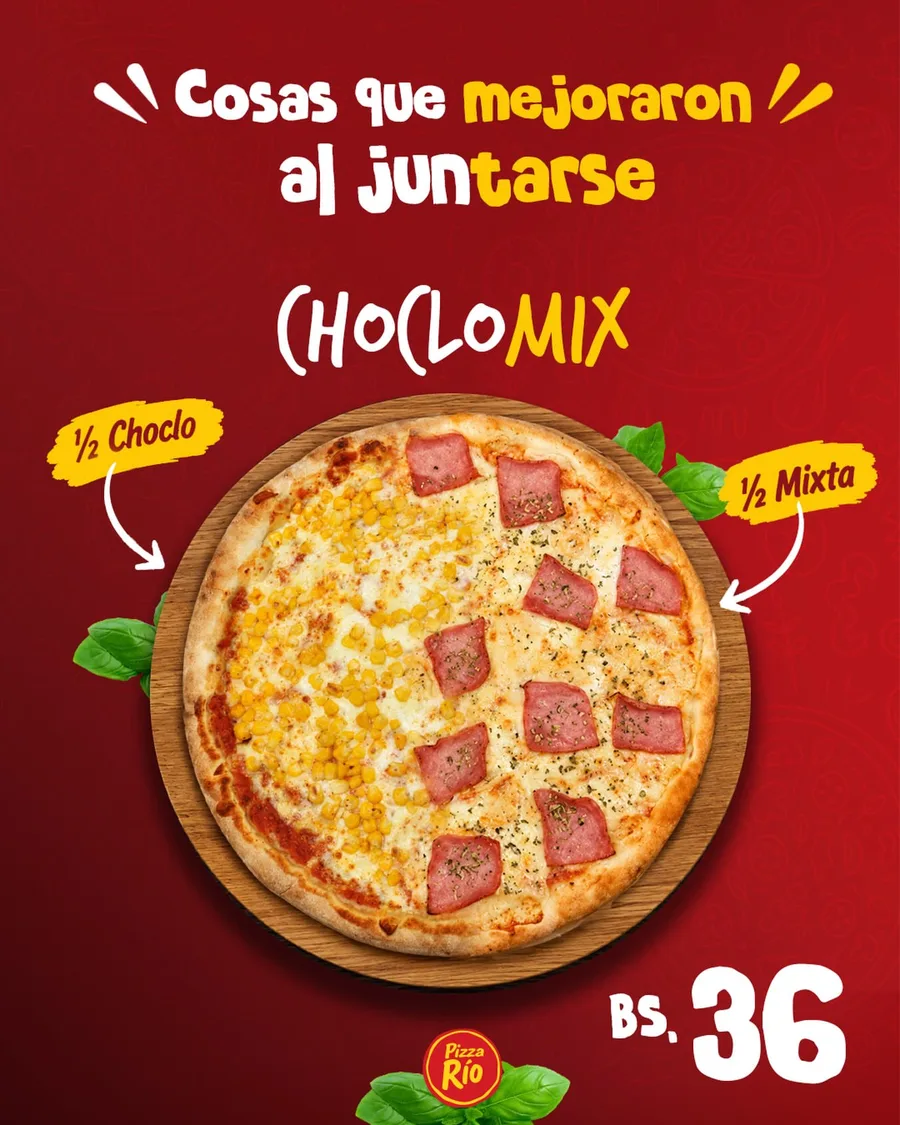 Cosas que mejoraron
al juntarse
CHOCLOMIX
½ Choclo
½ Mixta
BS. 36
Pizza
Río